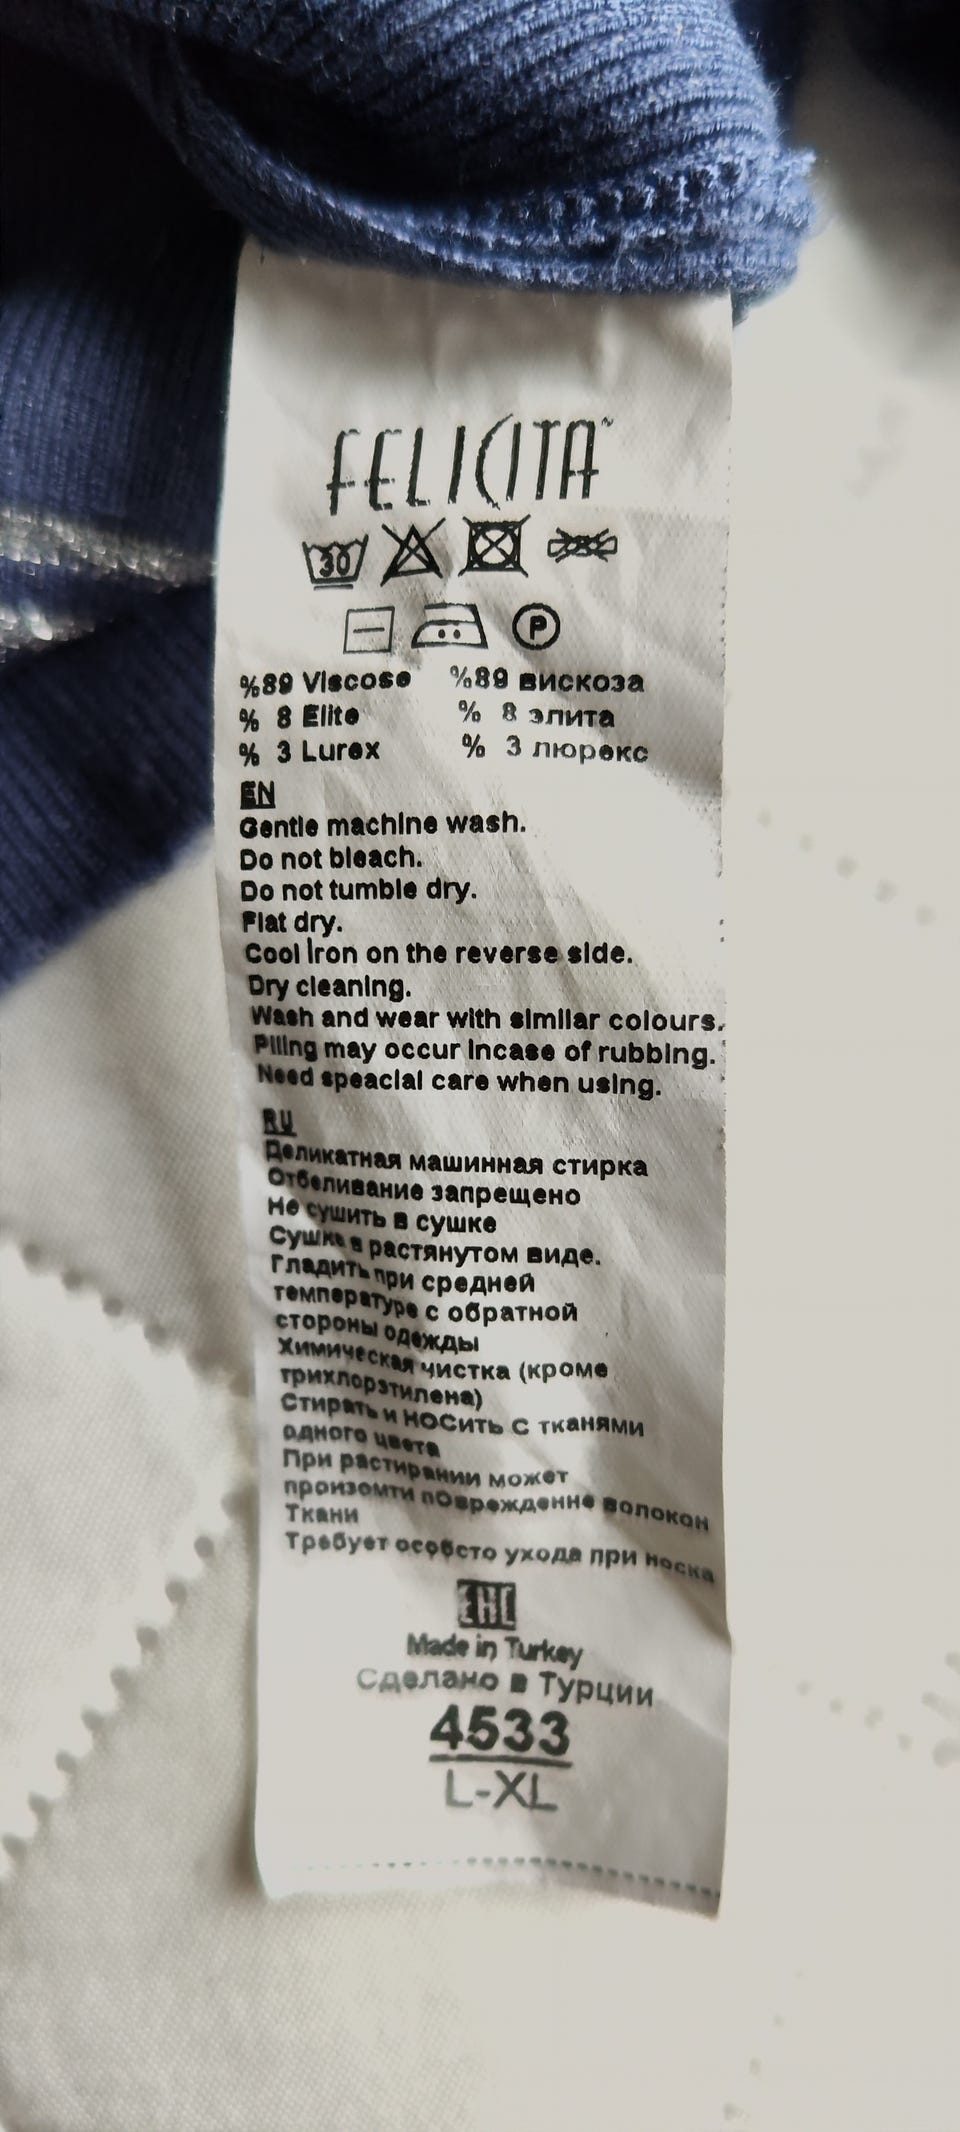 FELICITA
30
P
%89 Viscose %89 вискоза
% 8 Elite % 8 элита
% 3 Lurex % 3 люрекс
EN
Gentle machine wash.
Do not bleach.
Do not tumble dry.
Flat dry.
Cool Iron on the reverse side.
Dry cleaning.
Wash and wear with similar colours.
Piling may occur incase of rubbing.
Need speacial care when using.
RU
Деликатная машинная стирка
Отбеливание запрещено
Не сушить в сушке
Сушке в растянутом виде.
Гладить при средней
температуре с обратной
стороны одежды
Химическая чистка (кроме
трихлорэтилена)
Стирать и носить с тканями
одного цвета
При растирании может
произомти поврежденне волокон
Ткани
Требует особсто ухода при носка
EAC
Made in Turkey
Сделано в Турции
4533
L-XL